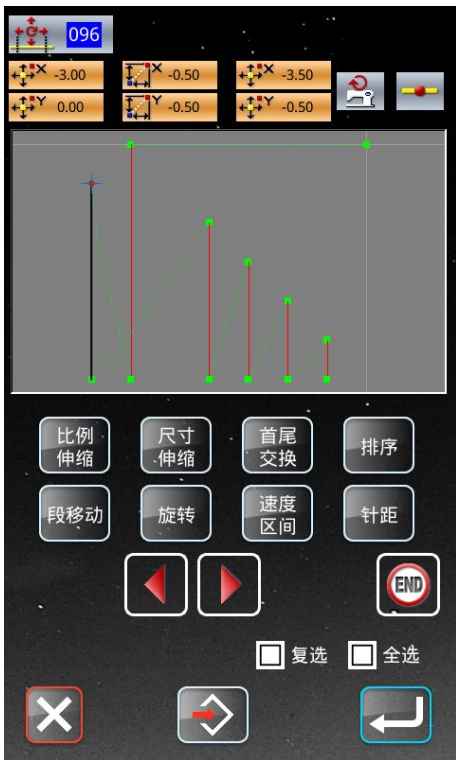 096
X -3.00 X -0.50 X -3.50
Y 0.00 Y -0.50 Y -0.50
比例 尺寸 首尾 排序
伸缩 伸缩 交换
段移动 旋转 速度 针距
区间
END
复选 全选